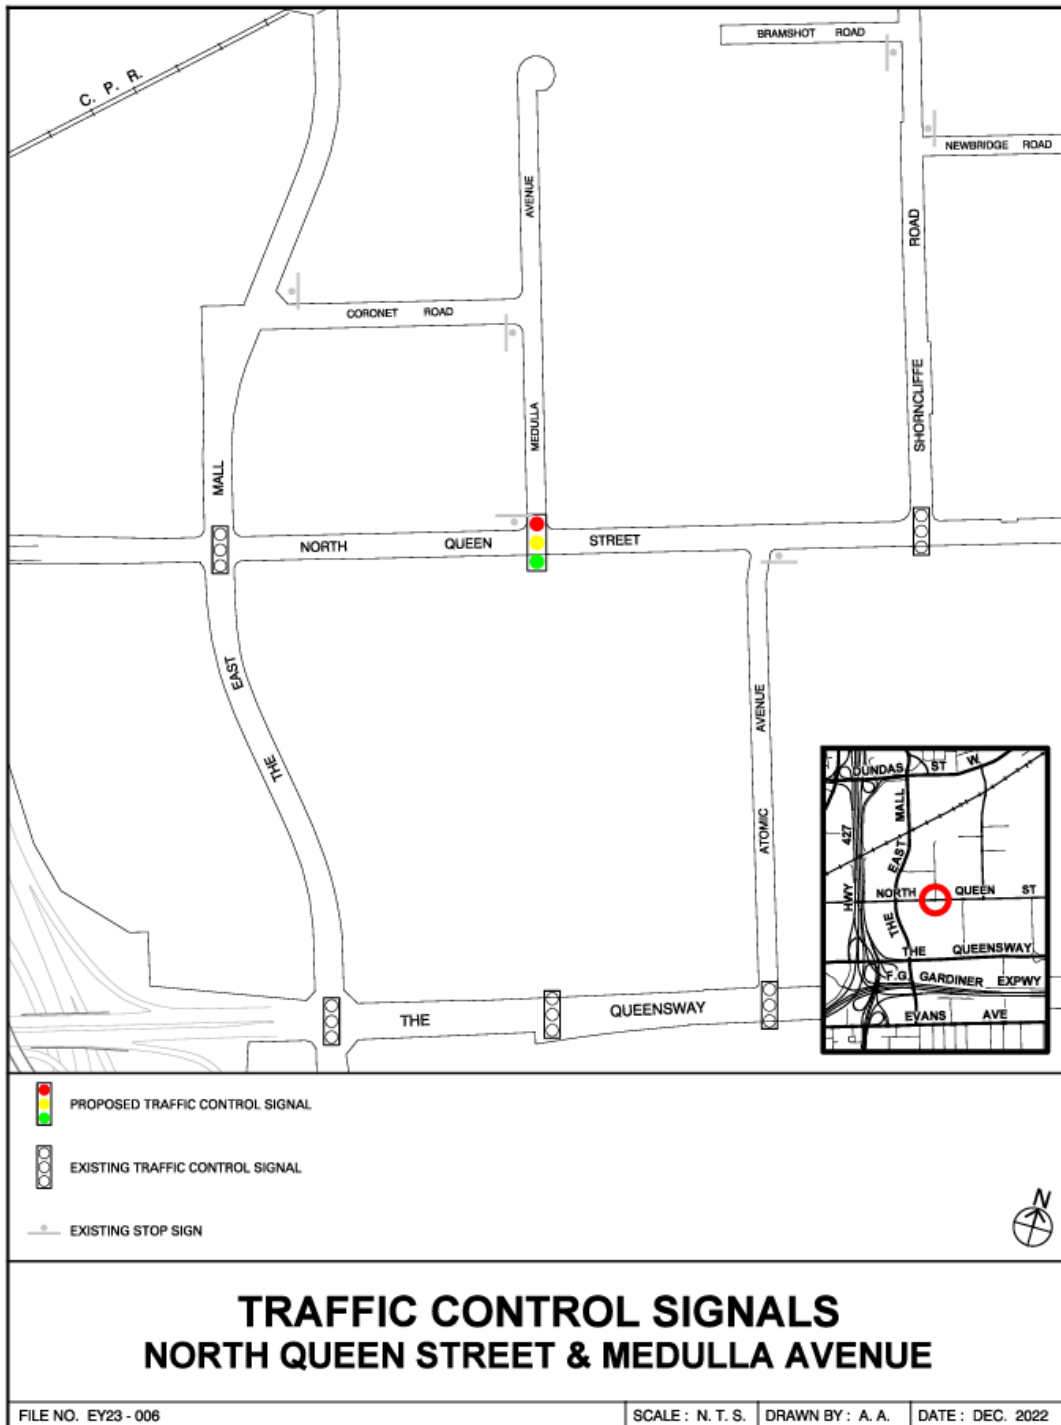 BRAMSHOT ROAD
C. P. R.
NEWBRIDGE ROAD
AVENUE
ROAD
CORONET ROAD
SHORNCLIFFE
MEDULLA
MALL
NORTH QUEEN STREET
EAST
THE
AVENUE
ATOMIC
THE QUEENSWAY
DUNDAS ST W
427
MALL
EAST
HWY
NORTH QUEEN ST
THE
THE QUEENSWAY
F.G. GARDINER EXPWY
EVANS AVE
PROPOSED TRAFFIC CONTROL SIGNAL
EXISTING TRAFFIC CONTROL SIGNAL
EXISTING STOP SIGN
N
TRAFFIC CONTROL SIGNALS
NORTH QUEEN STREET & MEDULLA AVENUE
FILE NO. EY23 - 006
SCALE : N. T. S.
DRAWN BY : A. A.
DATE : DEC. 2022